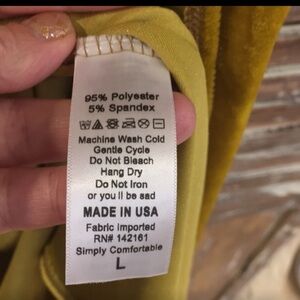 95% Polyester
5% Spandex
Machine Wash Cold
Gentle Cycle
Do Not Bleach
Hang Dry
Do Not Iron
or you ll be sad
MADE IN USA
Fabric Imported
RN# 142161
Simply Comfortable
L